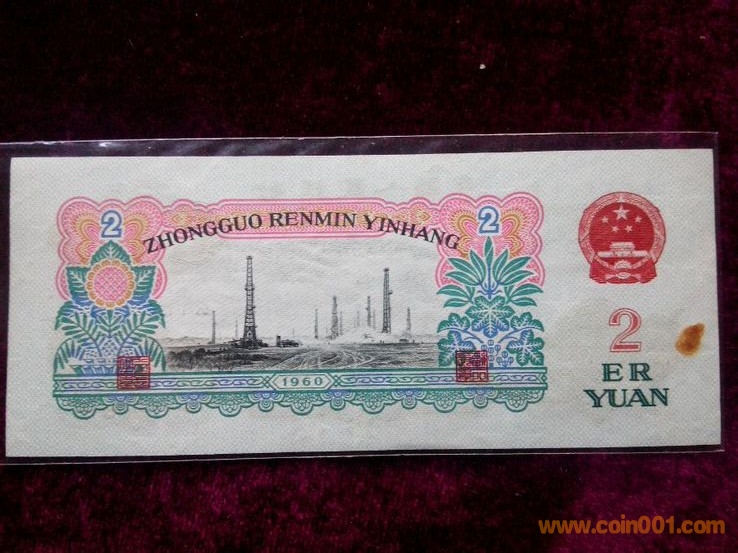 2
ZHONGGUO RENMIN YINHANG
2
1960
2
ER
YUAN
www.coin001.com